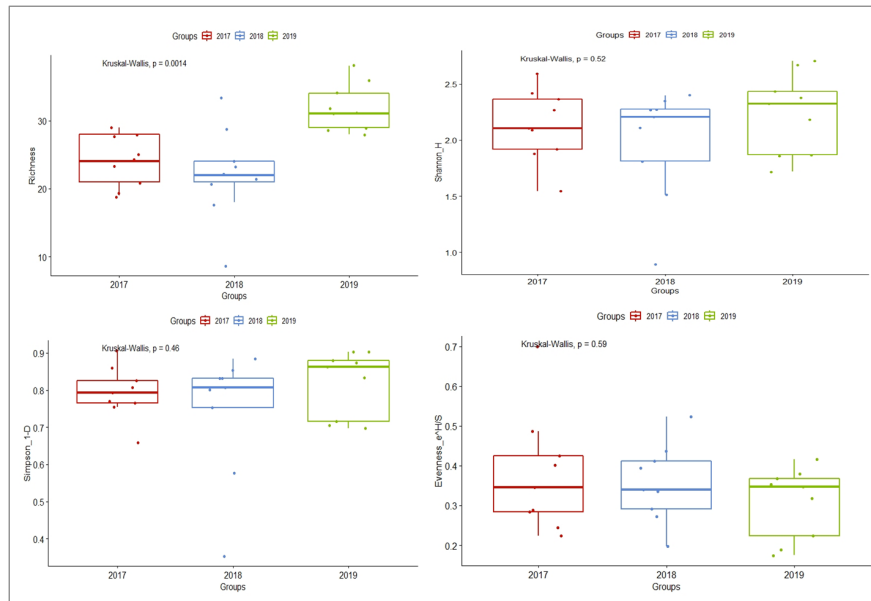 Groups 2017 2018 2019
Kruskal-Wallis, p = 0.0014
Richness
30
20
10
2017 2018 2019
Groups
Groups 2017 2018 2019
Kruskal-Wallis, p = 0.52
Shannon_H
2.5
2.0
1.5
1.0
2017 2018 2019
Groups
Groups 2017 2018 2019
Kruskal-Wallis, p = 0.46
Simpson_1-D
0.9
0.8
0.7
0.6
0.5
0.4
2017 2018 2019
Groups
Groups 2017 2018 2019
Kruskal-Wallis, p = 0.59
Evenness_e^H/S
0.7
0.6
0.5
0.4
0.3
0.2
2017 2018 2019
Groups